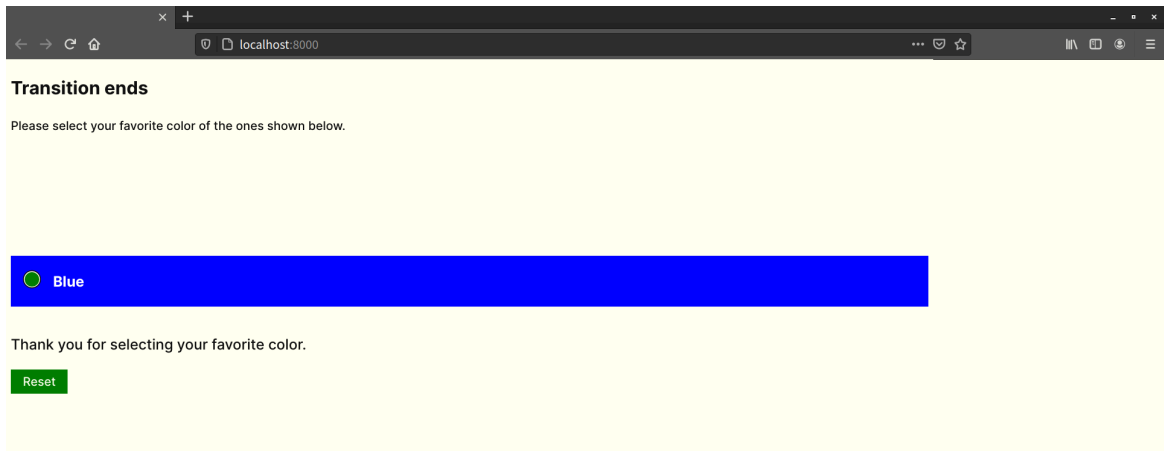 localhost:8000
Transition ends
Please select your favorite color of the ones shown below.
Blue
Thank you for selecting your favorite color.
Reset